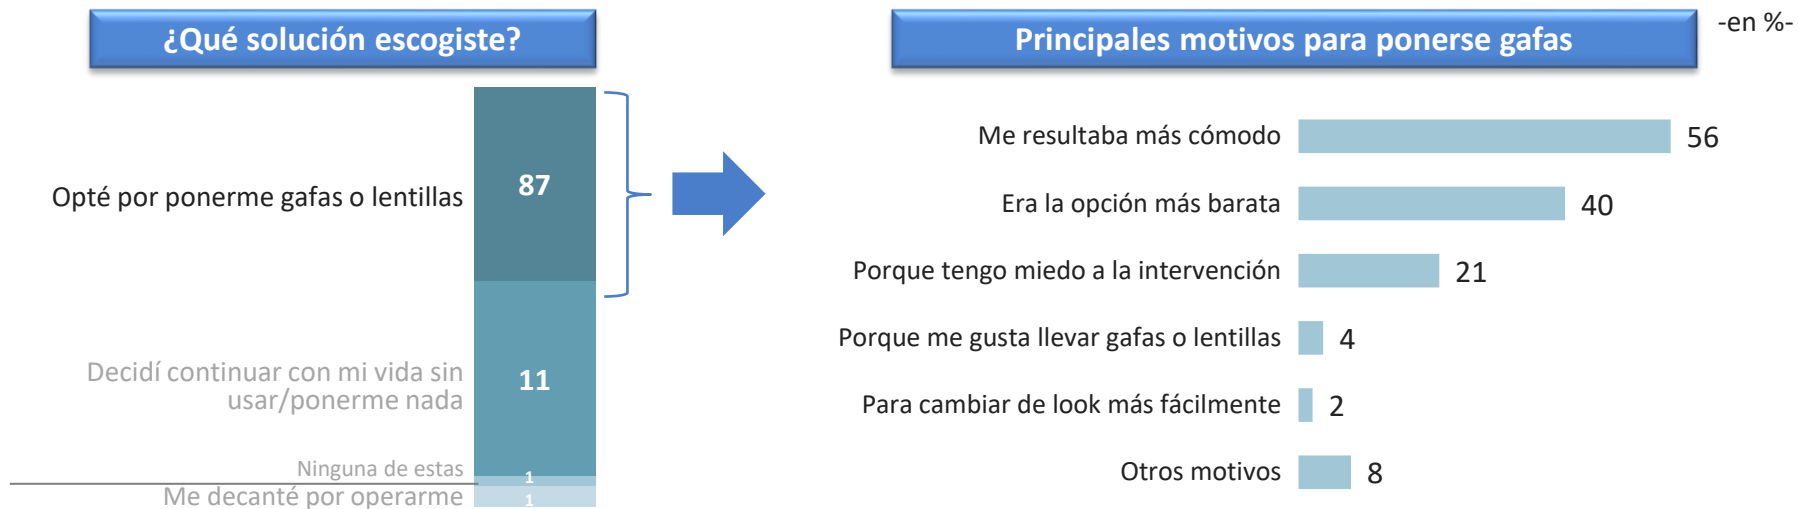 ¿Qué solución escogiste?
Opté por ponerme gafas o lentillas
87
Decidí continuar con mi vida sin
usar/ponerme nada
11
Ninguna de estas
1
Me decanté por operarme
1
Principales motivos para ponerse gafas
-en %-
Me resultaba más cómodo
56
Era la opción más barata
40
Porque tengo miedo a la intervención
21
Porque me gusta llevar gafas o lentillas
4
Para cambiar de look más fácilmente
2
Otros motivos
8